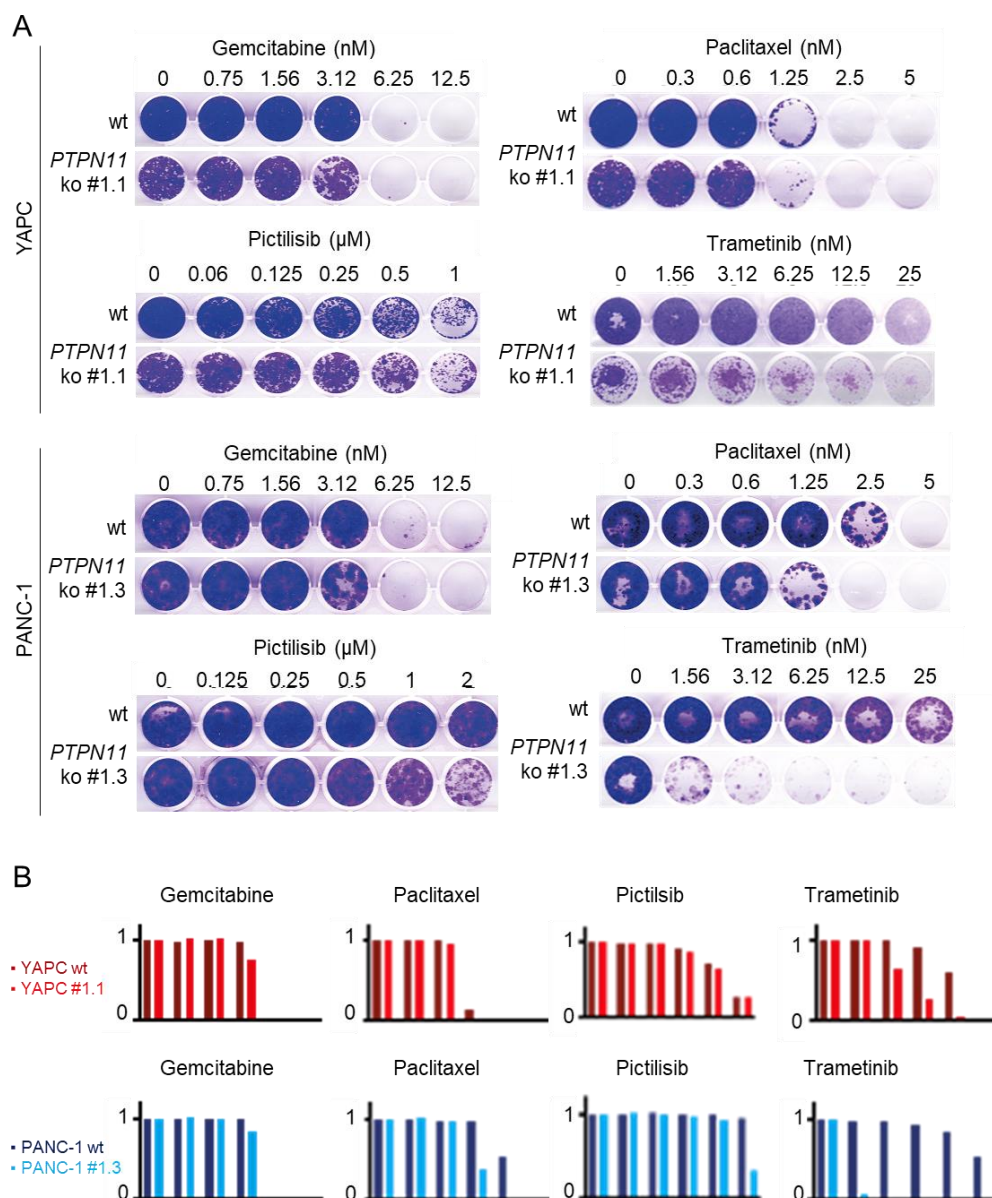 A
YAPC
Gemcitabine (nM)
0 0.75 1.56 3.12 6.25 12.5
wt
PTPN11
ko #1.1
Paclitaxel (nM)
0 0.3 0.6 1.25 2.5 5
wt
PTPN11
ko #1.1
Pictilisib (µM)
0 0.06 0.125 0.25 0.5 1
wt
PTPN11
ko #1.1
Trametinib (nM)
0 1.56 3.12 6.25 12.5 25
wt
PTPN11
ko #1.1
PANC-1
Gemcitabine (nM)
0 0.75 1.56 3.12 6.25 12.5
wt
PTPN11
ko #1.3
Paclitaxel (nM)
0 0.3 0.6 1.25 2.5 5
wt
PTPN11
ko #1.3
Pictilisib (µM)
0 0.125 0.25 0.5 1 2
wt
PTPN11
ko #1.3
Trametinib (nM)
0 1.56 3.12 6.25 12.5 25
wt
PTPN11
ko #1.3
B
Gemcitabine Paclitaxel Pictilsib Trametinib
1 1 1 1
YAPC wt
YAPC #1.1
0 0 0 0
Gemcitabine Paclitaxel Pictilisib Trametinib
1 1 1 1
PANC-1 wt
PANC-1 #1.3
0 0 0 0